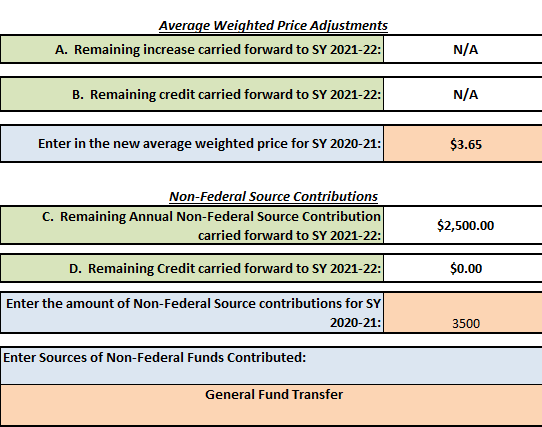 Average Weighted Price Adjustments
A. Remaining increase carried forward to SY 2021-22:
N/A
B. Remaining credit carried forward to SY 2021-22:
N/A
Enter in the new average weighted price for SY 2020-21:
$3.65
Non-Federal Source Contributions
C. Remaining Annual Non-Federal Source Contribution
carried forward to SY 2021-22:
$2,500.00
D. Remaining Credit carried forward to SY 2021-22:
$0.00
Enter the amount of Non-Federal Source contributions for SY
2020-21:
3500
Enter Sources of Non-Federal Funds Contributed:
General Fund Transfer